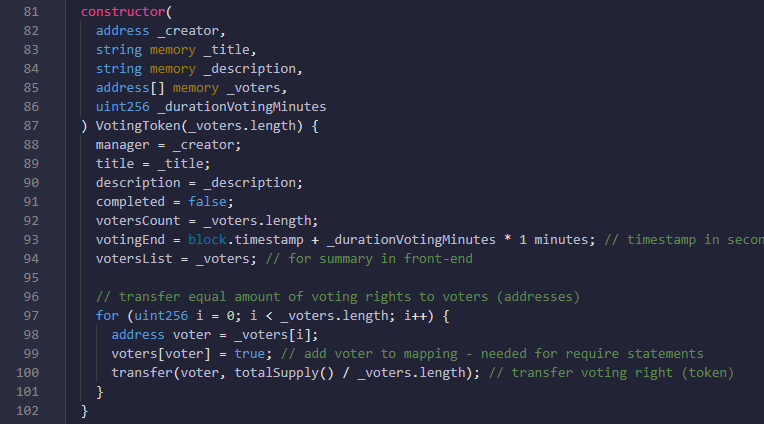 81 constructor(
82 address _creator,
83 string memory _title,
84 string memory _description,
85 address[] memory _voters,
86 uint256 _durationVotingMinutes
87 ) VotingToken(_voters.length) {
88 manager = _creator;
89 title = _title;
90 description = _description;
91 completed = false;
92 votersCount = _voters.length;
93 votingEnd = block.timestamp + _durationVotingMinutes * 1 minutes; // timestamp in secon
94 votersList = _voters; // for summary in front-end
95
96 // transfer equal amount of voting rights to voters (addresses)
97 for (uint256 i = 0; i < _voters.length; i++) {
98 address voter = _voters[i];
99 voters[voter] = true; // add voter to mapping - needed for require statements
100 transfer(voter, totalSupply() / _voters.length); // transfer voting right (token)
101 }
102 }